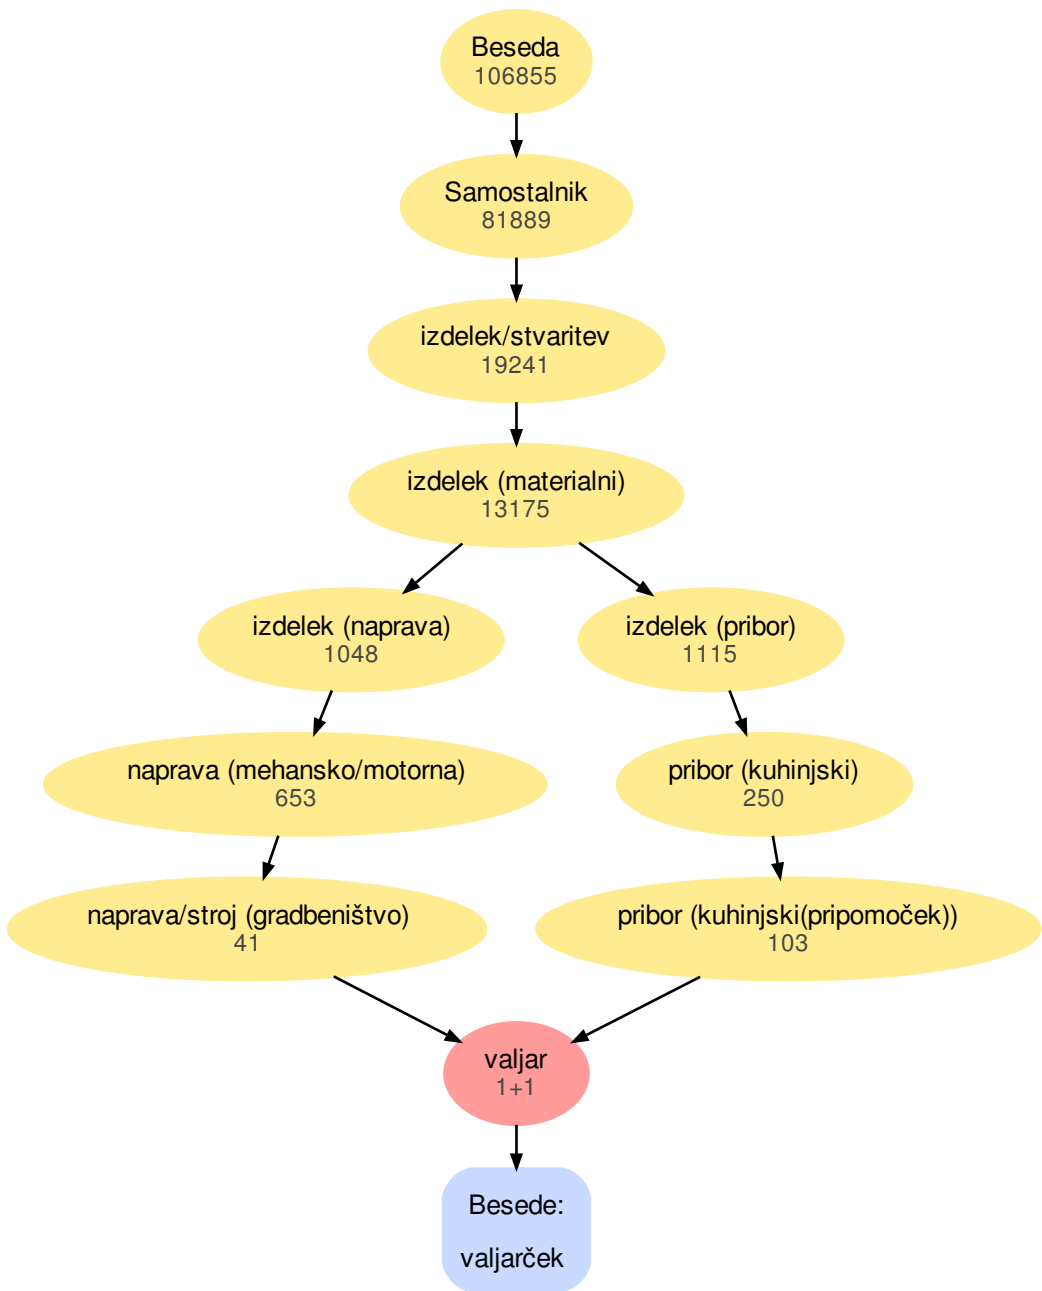 Beseda
106855
Samostalnik
81889
izdelek/stvaritev
19241
izdelek (materialni)
13175
izdelek (naprava)
1048
izdelek (pribor)
1115
naprava (mehansko/motorna)
653
pribor (kuhinjski)
250
naprava/stroj (gradbeništvo)
41
pribor (kuhinjski(pripomoček))
103
valjar
1+1
Besede:
valjarček